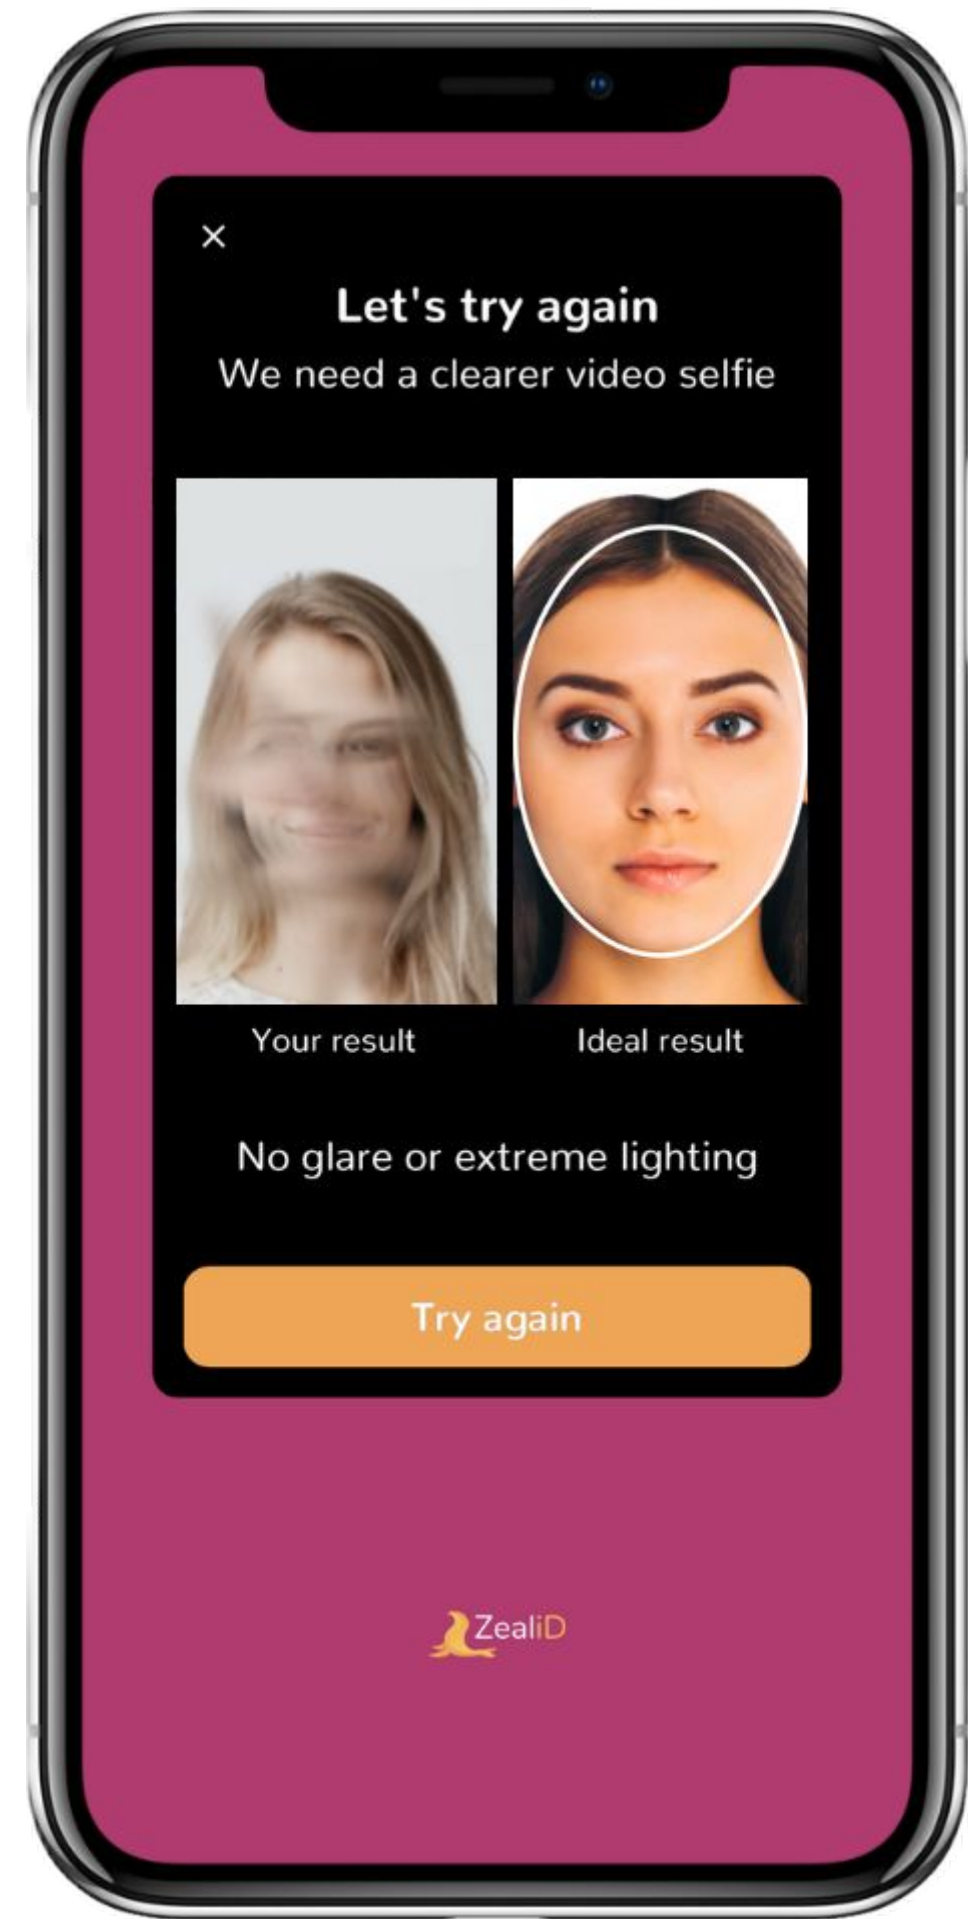 Let's try again
We need a clearer video selfie
Your result
Ideal result
No glare or extreme lighting
Try again
ZealiD